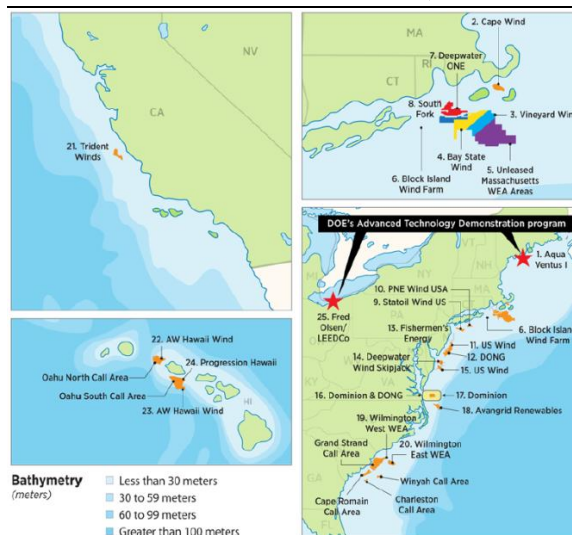 NV
CA
21. Trident
Winds
2. Cape Wind
MA
7. Deepwater
ONE
RI
CT
8. South
Fork
3. Vineyard Win
4. Bay State
Wind
6. Block Island
Wind Farm
5. Unleased
Massachusetts
WEA Areas
22. AW Hawaii Wind
24. Progression Hawaii
Oahu North Call Area
Oahu South Call Area
HI
23. AW Hawaii Wind
Bathymetry
(meters)
Less than 30 meters
30 to 59 meters
60 to 99 meters
Greater than 100 meters
DOE's Advanced Technology Demonstration program
MI
NY
VT
NH
1. Aqua
Ventus I
10. PNE Wind USA
MA
9. Statoil Wind US
CT
25. Fred
Olsen/
LEEDCo
PA
13. Fishermen's
Energy
6. Block Island
Wind Farm
11. US Wind
12. DONG
14. Deepwater
Wind Skipjack
15. US Wind
16. Dominion & DONG
17. Dominion
18. Avangrid Renewables
19. Wilmington
West WEA
20. Wilmington
East WEA
Grand Strand
Call Area
GA
Winyah Call Area
Cape Romain
Call Area
Charleston
Call Area
FL